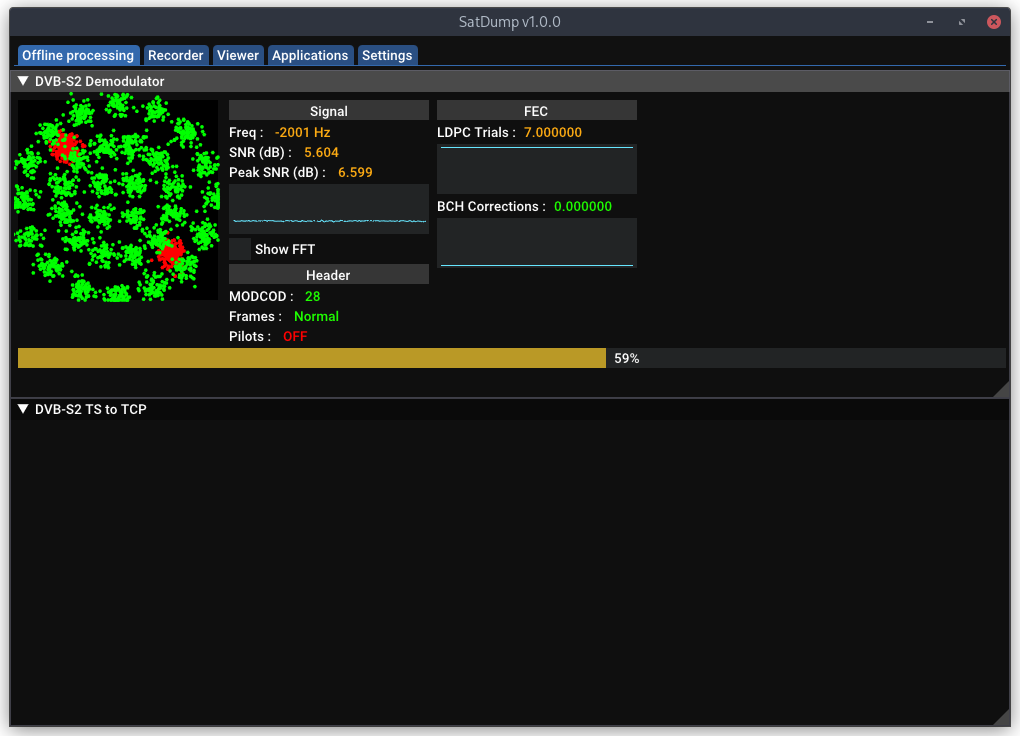 SatDump v1.0.0
Offline processing Recorder Viewer Applications Settings
DVB-S2 Demodulator
Signal
Freq : -2001 Hz
SNR (dB) : 5.604
Peak SNR (dB) : 6.599
Show FFT
Header
MODCOD : 28
Frames : Normal
Pilots : OFF
FEC
LDPC Trials : 7.000000
BCH Corrections : 0.000000
59%
DVB-S2 TS to TCP